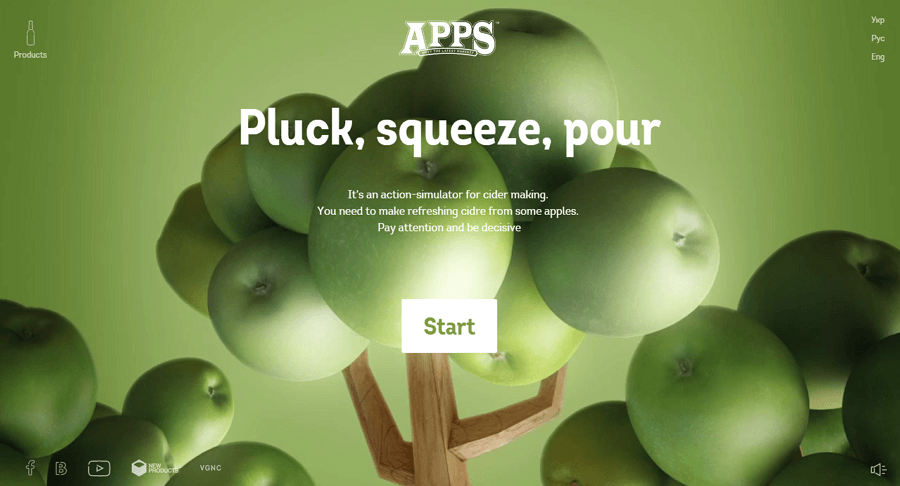 Products
APPS
Укр
Рус
Eng
Pluck, squeeze, pour
It's an action-simulator for cider making.
You need to make refreshing cidre from some apples.
Pay attention and be decisive
Start
NEW
PRODUCTS
VGNC